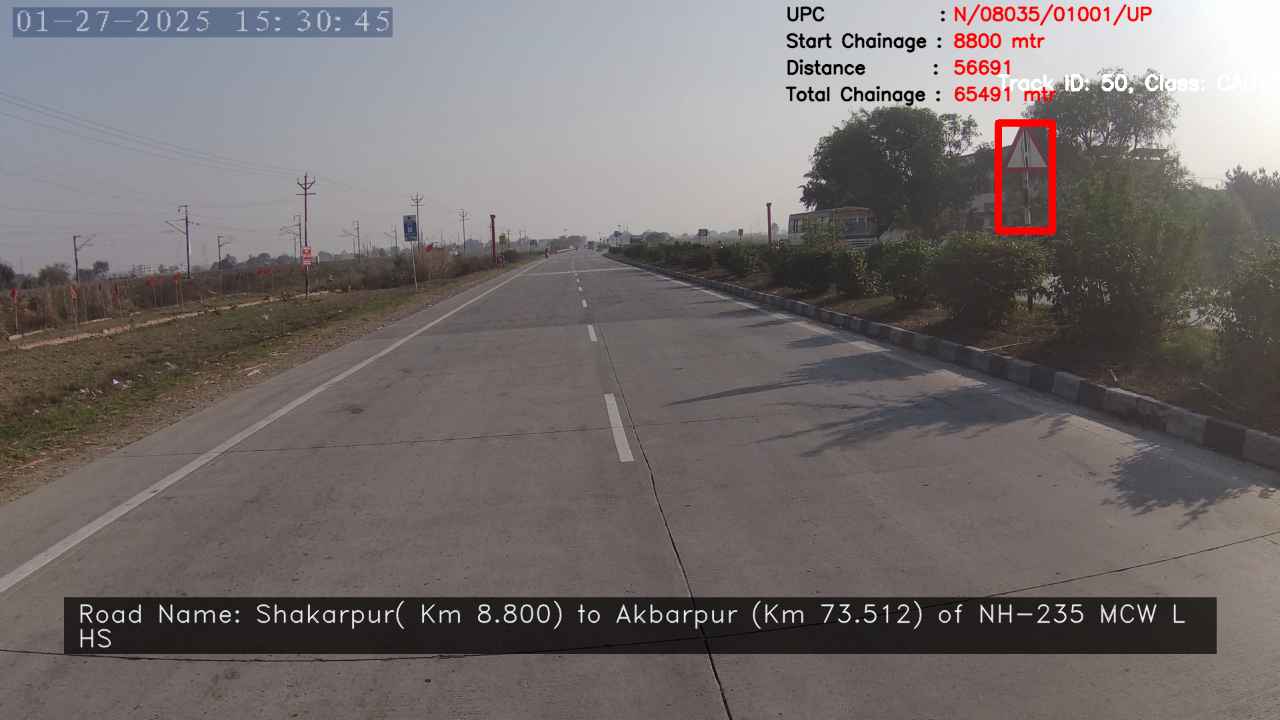 01-27-2025 15:30:45
UPC : N/08035/01001/UP
Start Chainage : 8800 mtr
Distance : 56691
Track ID: 50, Class: CAU
Total Chainage : 65491 mtr
Road Name: Shakarpur( Km 8.800) to Akbarpur (Km 73.512) of NH-235 MCW L
HS